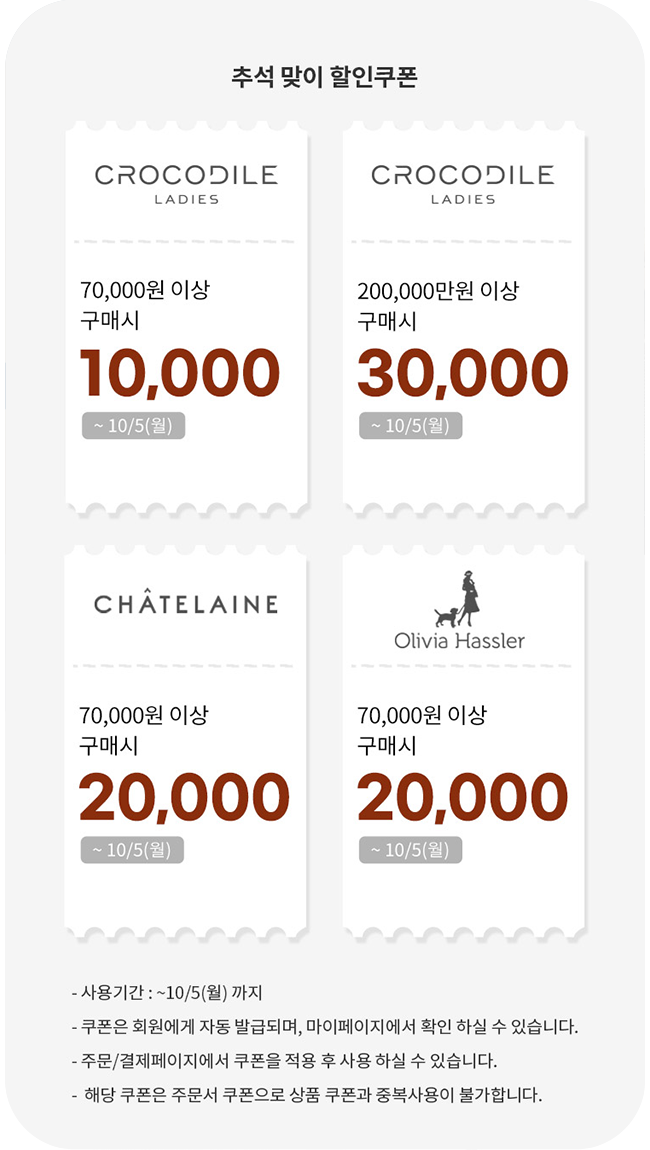 추석 맞이 할인쿠폰
CROCODILE
LADIES
70,000원 이상
구매시
10,000
~ 10/5(월)
CROCODILE
LADIES
200,000만원 이상
구매시
30,000
~ 10/5(월)
CHÂTELAINE
70,000원 이상
구매시
20,000
~ 10/5(월)
Olivia Hassler
70,000원 이상
구매시
20,000
~ 10/5(월)
- 사용기간 : ~10/5(월) 까지
- 쿠폰은 회원에게 자동 발급되며, 마이페이지에서 확인 하실 수 있습니다.
- 주문/결제페이지에서 쿠폰을 적용 후 사용 하실 수 있습니다.
- 해당 쿠폰은 주문서 쿠폰으로 상품 쿠폰과 중복사용이 불가합니다.